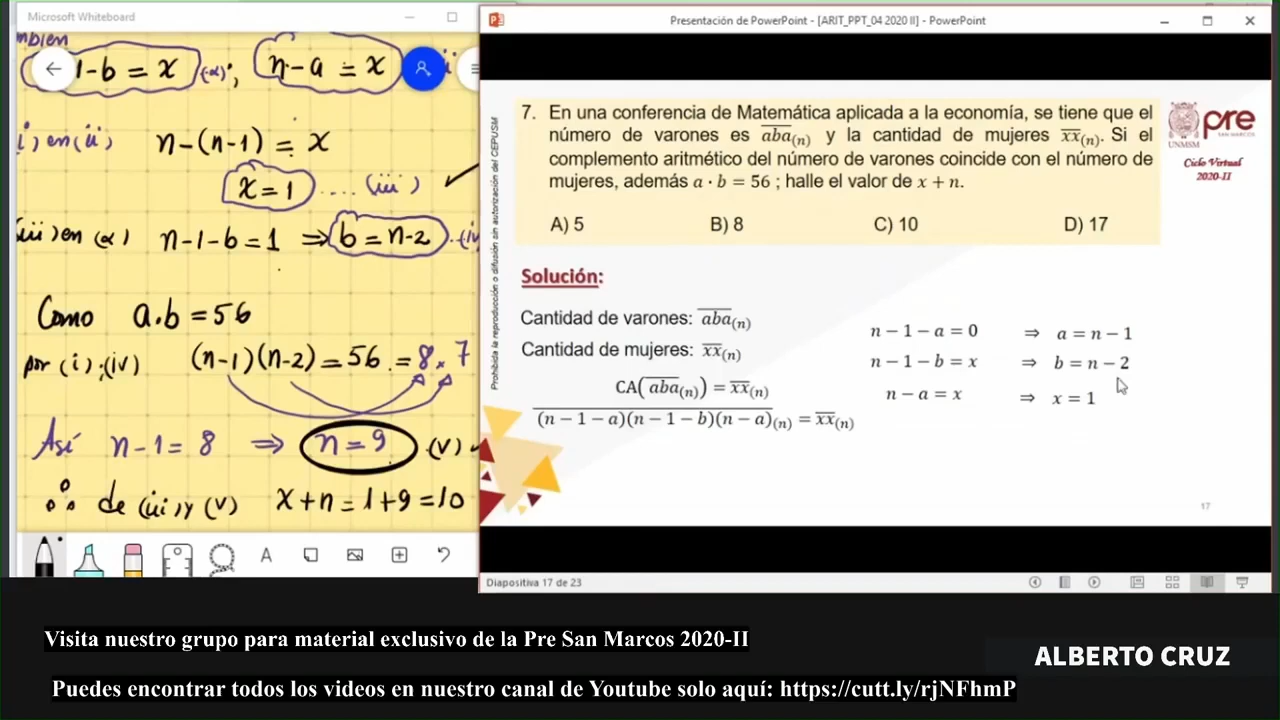 Microsoft Whiteboard
mbien
1-b = x (α);
n-a = x
i) en (ii) n-(n-1) = x
x = 1 .... (iii)
(iii) en (α) n-1-b = 1 ⇒ b = n-2 .(iv
Como a.b = 56
por (i);(iv) (n-1)(n-2) = 56 = 8 x 7
Así n-1 = 8 ⇒ n = 9 (v)
∴ de (iii) y (v) x+n = 1+9 = 10
Presentación de PowerPoint - [ARIT_PPT_04 2020 II] - PowerPoint
Prohibida la reproducción o difusión sin autorización del CEPUSM
7. En una conferencia de Matemática aplicada a la economía, se tiene que el
número de varones es aba(n) y la cantidad de mujeres xx(n). Si el
complemento aritmético del número de varones coincide con el número de
mujeres, además a · b = 56 ; halle el valor de x + n.
A) 5 B) 8 C) 10 D) 17
UNMSM
pre
SAN MARCOS
Ciclo Virtual
2020-II
Solución:
Cantidad de varones: aba(n)
Cantidad de mujeres: xx(n)
CA(aba(n)) = xx(n)
(n − 1 − a)(n − 1 − b)(n − a)(n) = xx(n)
n − 1 − a = 0 ⇒ a = n − 1
n − 1 − b = x ⇒ b = n − 2
n − a = x ⇒ x = 1
17
Diapositiva 17 de 23
Visita nuestro grupo para material exclusivo de la Pre San Marcos 2020-II
ALBERTO CRUZ
Puedes encontrar todos los videos en nuestro canal de Youtube solo aquí: https://cutt.ly/rjNFhmP